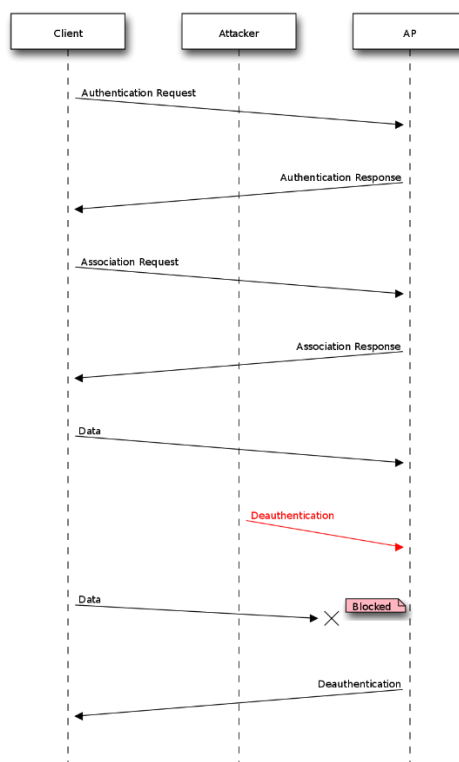 Client
Attacker
AP
Authentication Request
Authentication Response
Association Request
Association Response
Data
Deauthentication
Data
Blocked
Deauthentication